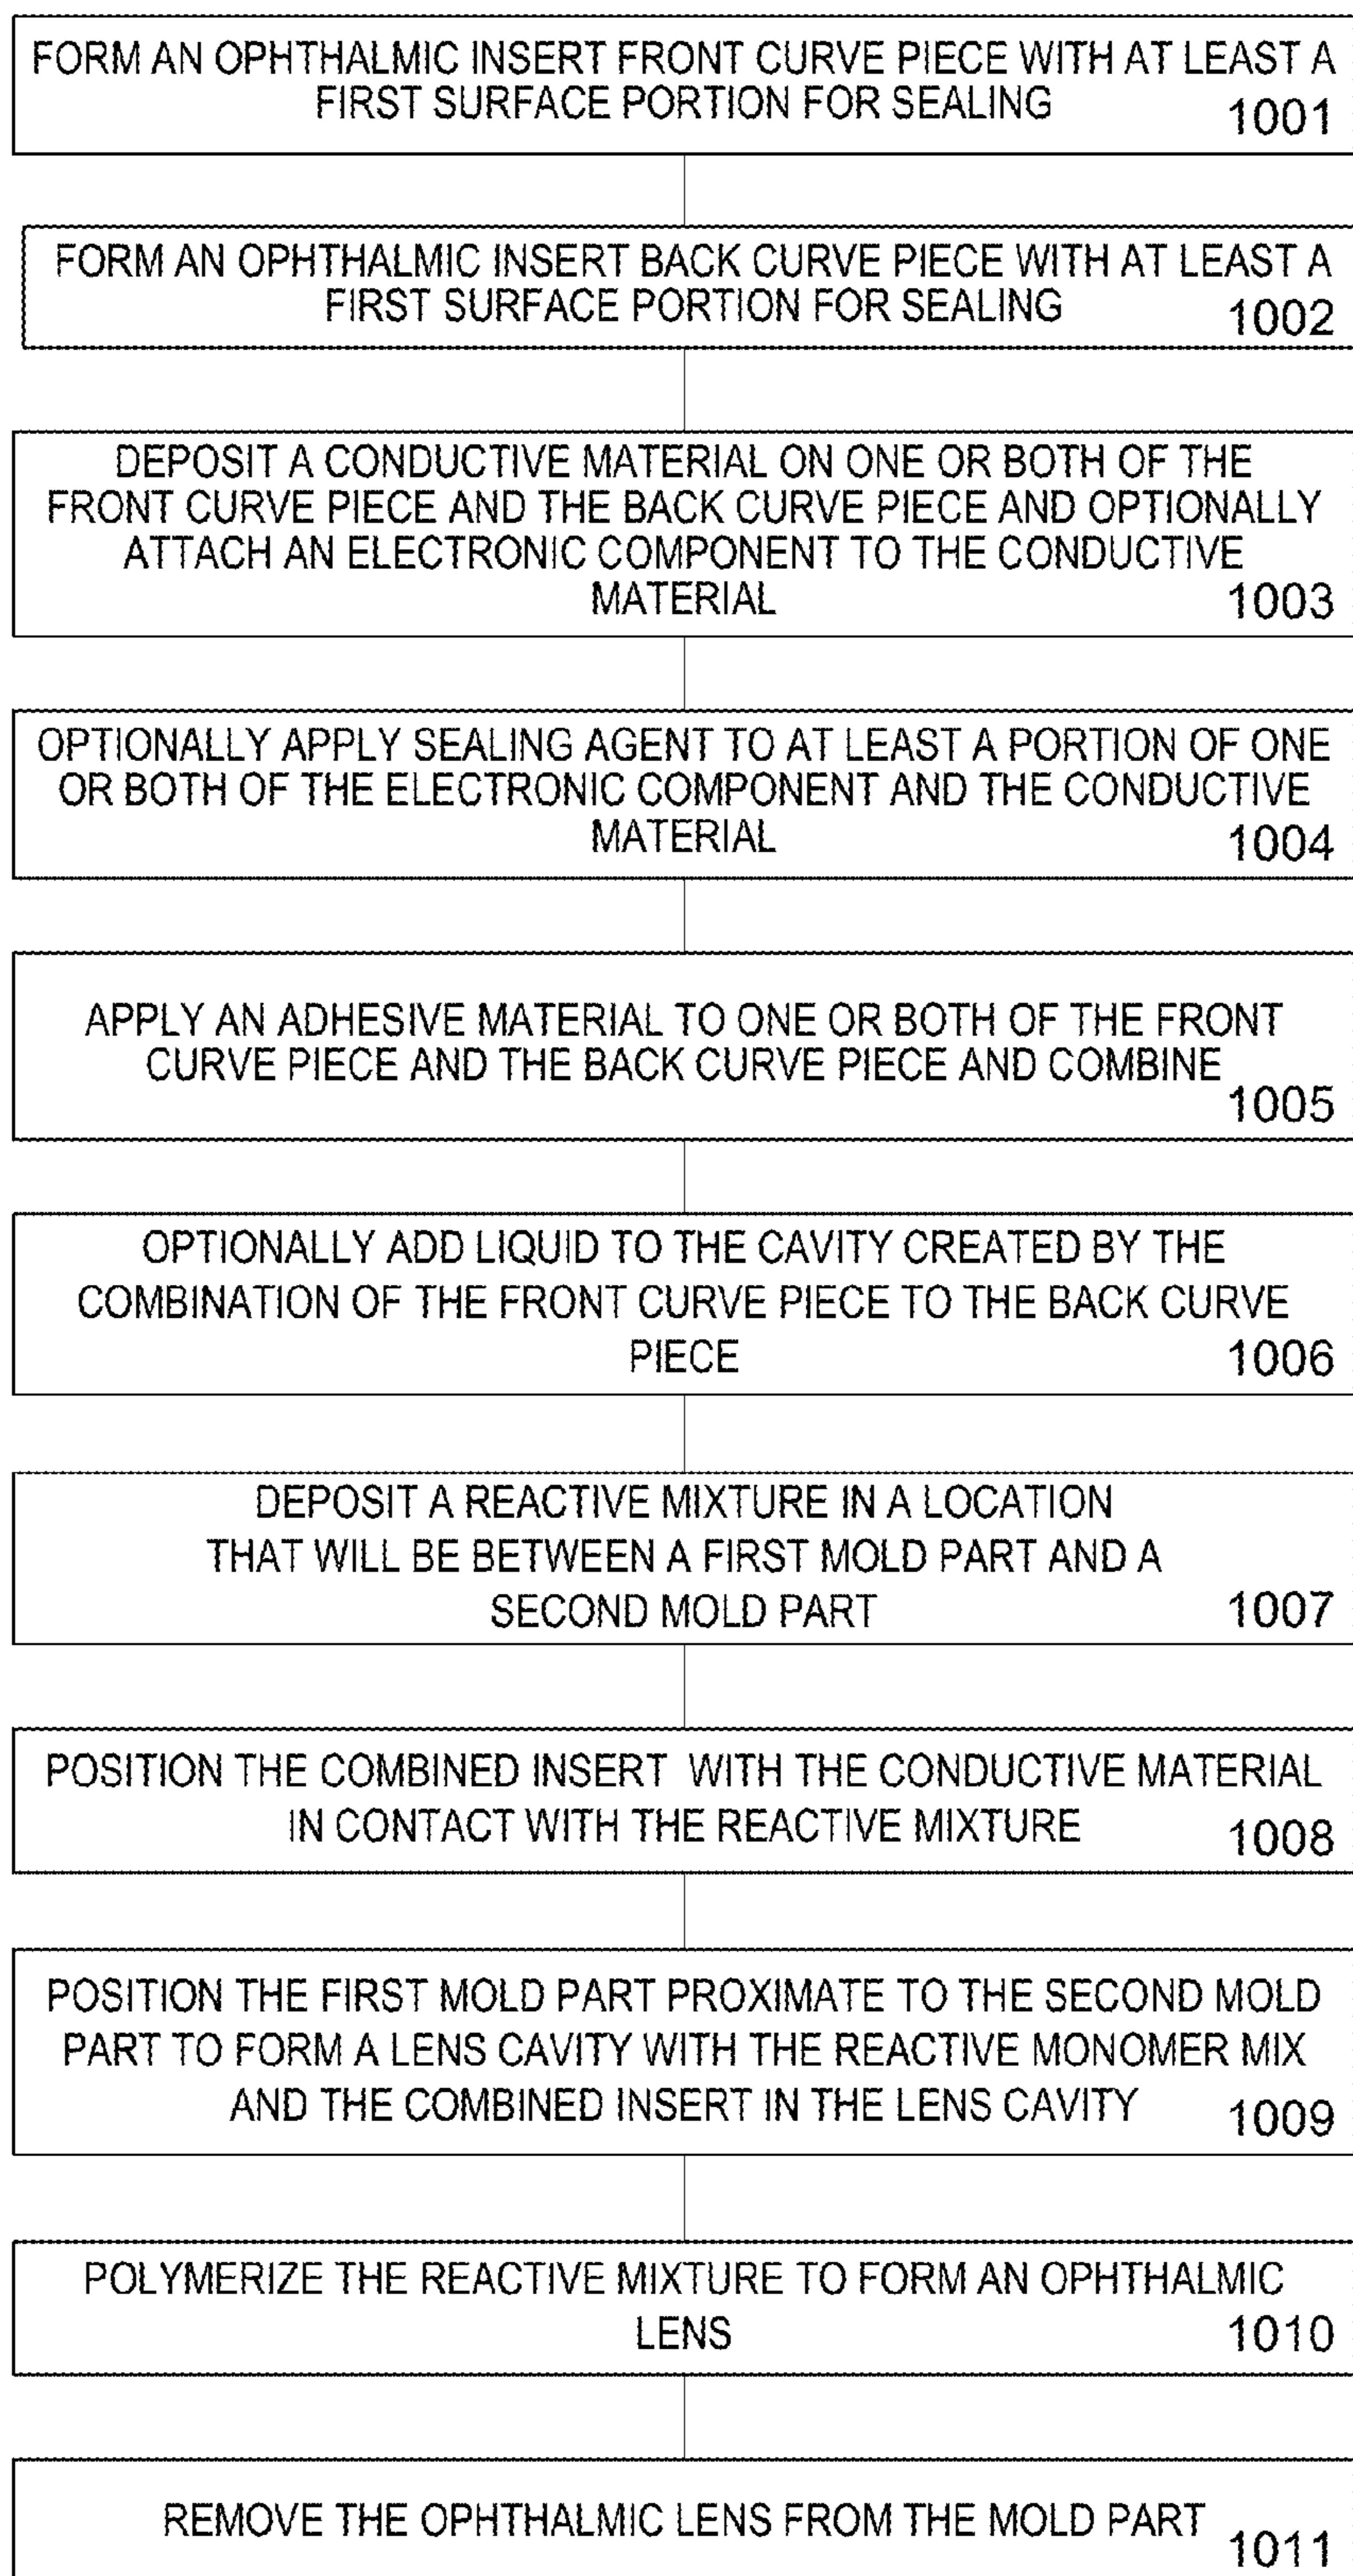 FORM AN OPHTHALMIC INSERT FRONT CURVE PIECE WITH AT LEAST A
FIRST SURFACE PORTION FOR SEALING
1001
FORM AN OPHTHALMIC INSERT BACK CURVE PIECE WITH AT LEAST A
FIRST SURFACE PORTION FOR SEALING
1002
DEPOSIT A CONDUCTIVE MATERIAL ON ONE OR BOTH OF THE
FRONT CURVE PIECE AND THE BACK CURVE PIECE AND OPTIONALLY
ATTACH AN ELECTRONIC COMPONENT TO THE CONDUCTIVE
MATERIAL
1003
OPTIONALLY APPLY SEALING AGENT TO AT LEAST A PORTION OF ONE
OR BOTH OF THE ELECTRONIC COMPONENT AND THE CONDUCTIVE
MATERIAL
1004
APPLY AN ADHESIVE MATERIAL TO ONE OR BOTH OF THE FRONT
CURVE PIECE AND THE BACK CURVE PIECE AND COMBINE
1005
OPTIONALLY ADD LIQUID TO THE CAVITY CREATED BY THE
COMBINATION OF THE FRONT CURVE PIECE TO THE BACK CURVE
PIECE
1006
DEPOSIT A REACTIVE MIXTURE IN A LOCATION
THAT WILL BE BETWEEN A FIRST MOLD PART AND A
SECOND MOLD PART
1007
POSITION THE COMBINED INSERT WITH THE CONDUCTIVE MATERIAL
IN CONTACT WITH THE REACTIVE MIXTURE
1008
POSITION THE FIRST MOLD PART PROXIMATE TO THE SECOND MOLD
PART TO FORM A LENS CAVITY WITH THE REACTIVE MONOMER MIX
AND THE COMBINED INSERT IN THE LENS CAVITY
1009
POLYMERIZE THE REACTIVE MIXTURE TO FORM AN OPHTHALMIC
LENS
1010
REMOVE THE OPHTHALMIC LENS FROM THE MOLD PART
1011